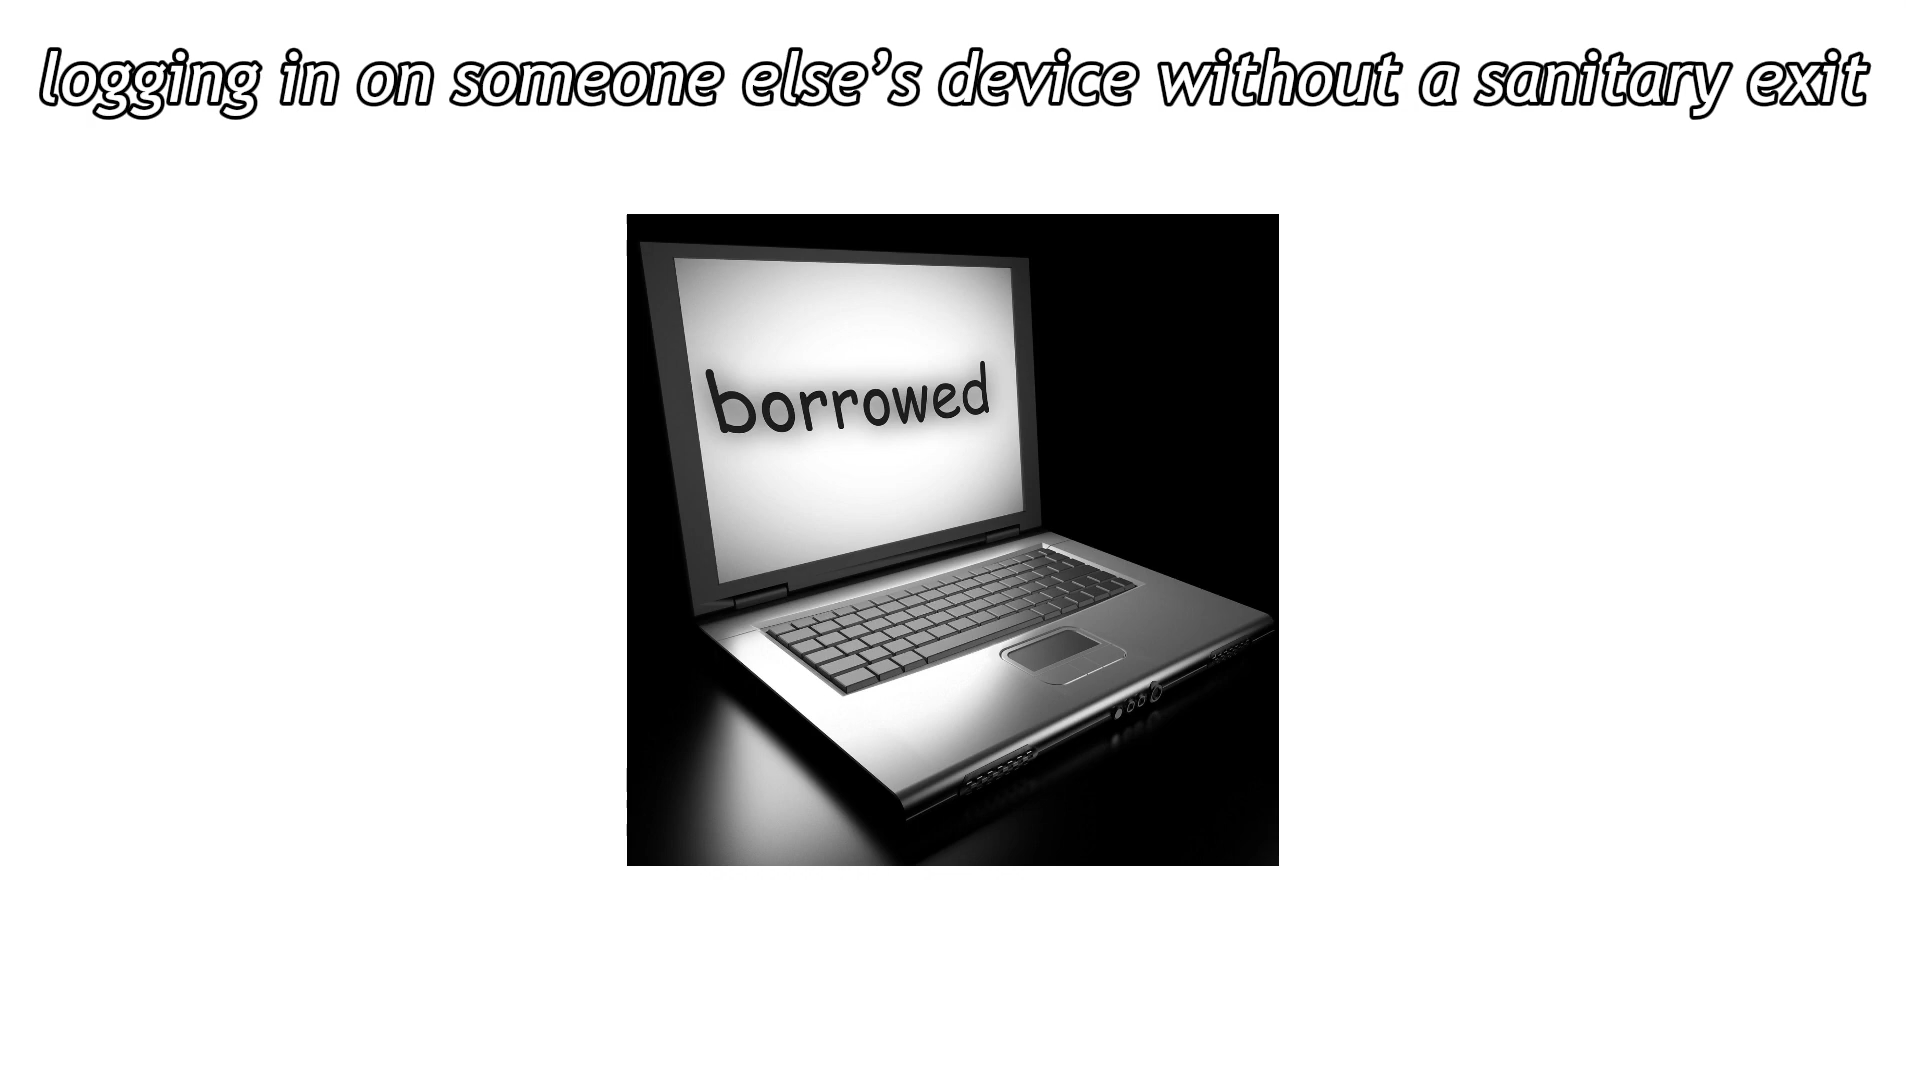 logging in on someone else’s device without a sanitary exit
borrowed